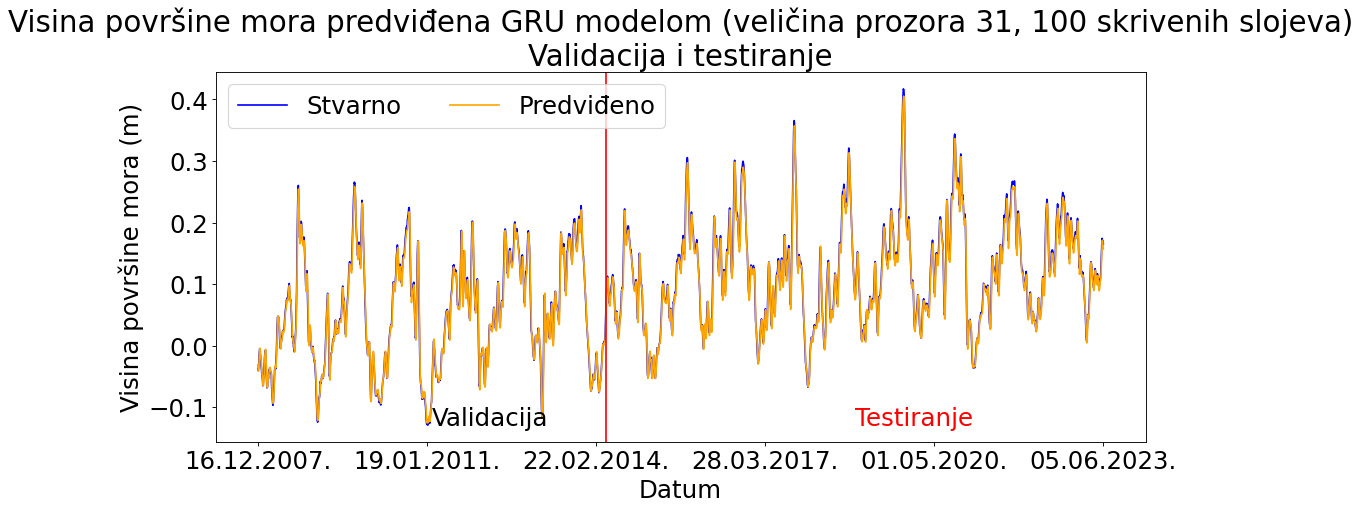 Visina površine mora predviđena GRU modelom (veličina prozora 31, 100 skrivenih slojeva)
Validacija i testiranje
Stvarno Predviđeno
Visina površine mora (m)
0.4
0.3
0.2
0.1
0.0
−0.1
Validacija
Testiranje
16.12.2007. 19.01.2011. 22.02.2014. 28.03.2017. 01.05.2020. 05.06.2023.
Datum